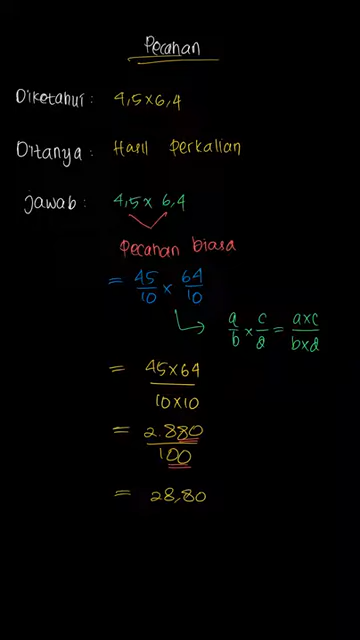 Pecahan
Diketahui : 4,5 x 6,4
Ditanya : Hasil Perkalian
Jawab : 4,5 x 6,4
Pecahan biasa
= 45/10 x 64/10
a/b x c/d = a x c/b x d
= 45 x 64/10 x 10
= 2.880/100
= 28,80